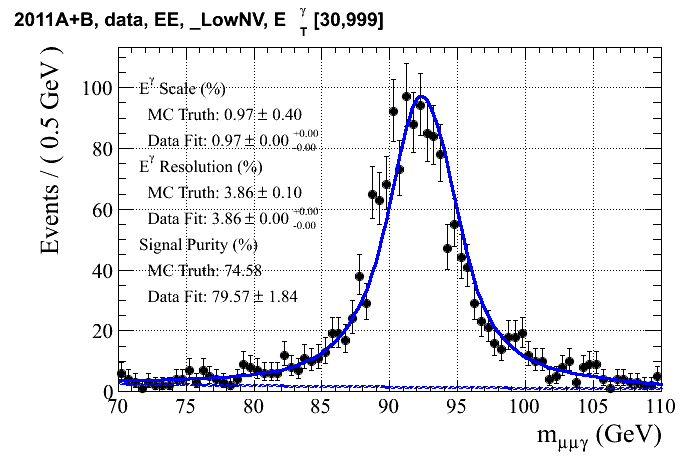 2011A+B, data, EE, _LowNV, E γ T [30,999]
Events / ( 0.5 GeV )
100
80
60
40
20
0
E^γ Scale (%)
MC Truth: 0.97 ± 0.40
Data Fit: 0.97 ± 0.00 +0.00 -0.00
E^γ Resolution (%)
MC Truth: 3.86 ± 0.10
Data Fit: 3.86 ± 0.00 +0.00 -0.00
Signal Purity (%)
MC Truth: 74.58
Data Fit: 79.57 ± 1.84
70 75 80 85 90 95 100 105 110
m_μμγ (GeV)